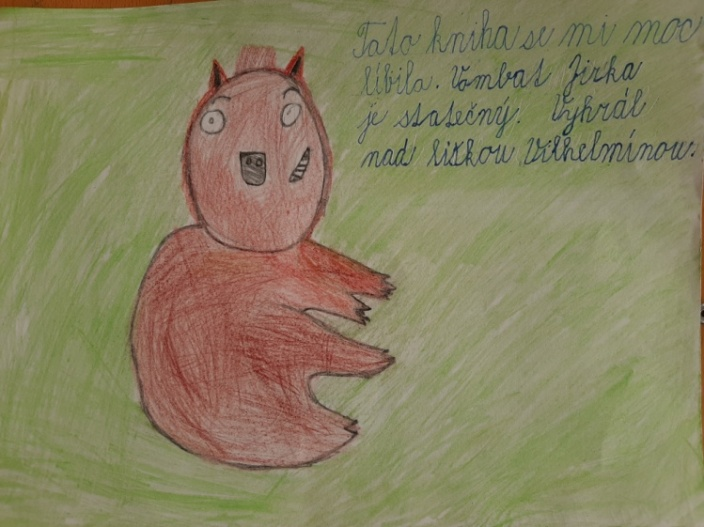 Tato kniha se mi moc
líbila. Vombat Jirka
je statečný. Vyhrál
nad liškou Vilhelmínou.